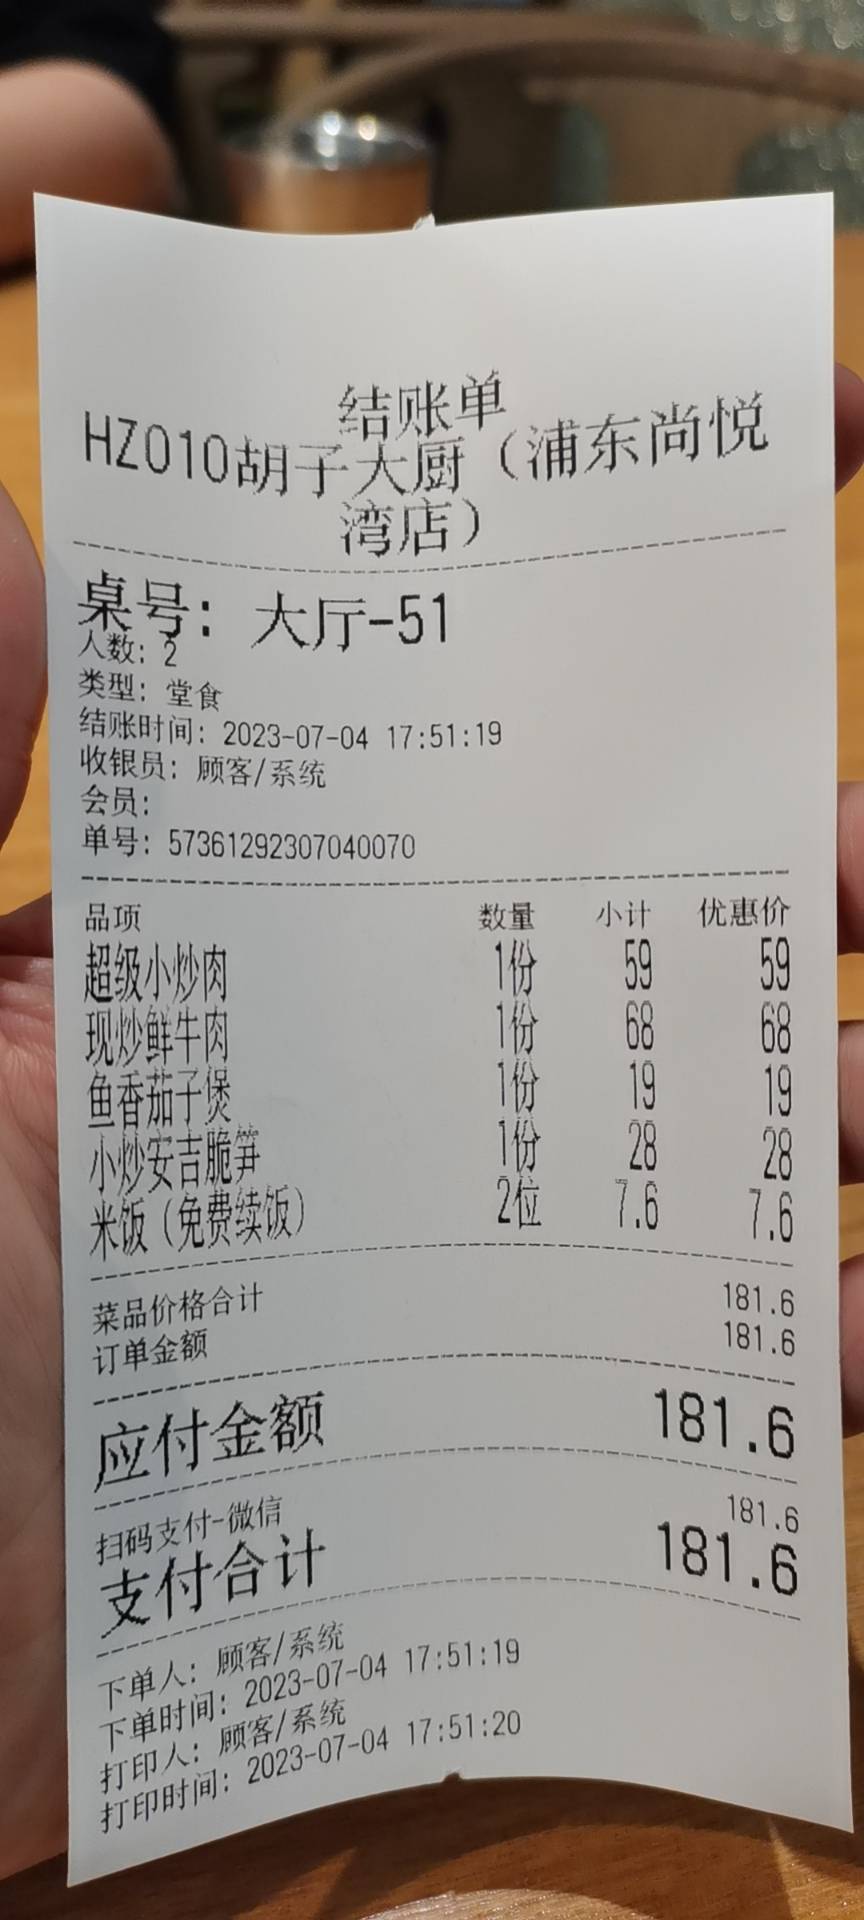 结账单
HZ010胡子大厨（浦东尚悦
湾店）
桌号：大厅-51
人数：2
类型：堂食
结账时间：2023-07-04 17:51:19
收银员：顾客/系统
会员：
单号：57361292307040070
品项 数量 小计 优惠价
超级小炒肉 1份 59 59
现炒鲜牛肉 1份 68 68
鱼香茄子煲 1份 19 19
小炒安吉脆笋 1份 28 28
米饭（免费续饭） 2位 7.6 7.6
菜品价格合计 181.6
订单金额 181.6
应付金额 181.6
扫码支付-微信 181.6
支付合计 181.6
下单人：顾客/系统
下单时间：2023-07-04 17:51:19
打印人：顾客/系统
打印时间：2023-07-04 17:51:20